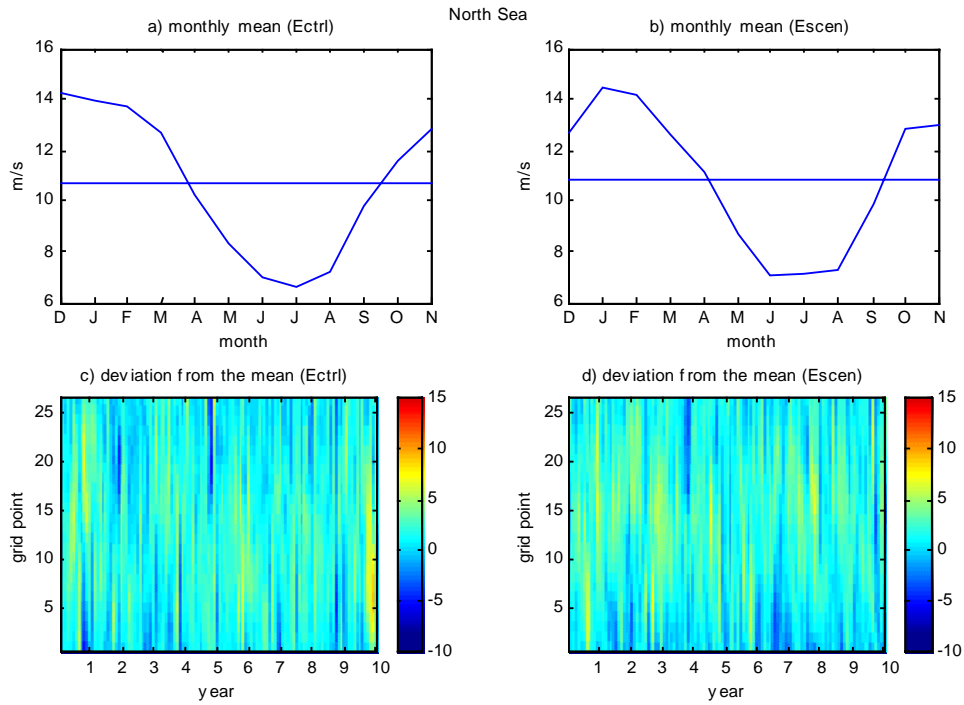 North Sea
a) monthly mean (Ectrl)
16
14
12
10
8
6
m/s
D J F M A M J J A S O N
month
b) monthly mean (Escen)
16
14
12
10
8
6
m/s
D J F M A M J J A S O N
month
c) deviation from the mean (Ectrl)
25
20
15
10
5
grid point
1 2 3 4 5 6 7 8 9 10
year
15
10
5
0
-5
-10
d) deviation from the mean (Escen)
25
20
15
10
5
grid point
1 2 3 4 5 6 7 8 9 10
year
15
10
5
0
-5
-10